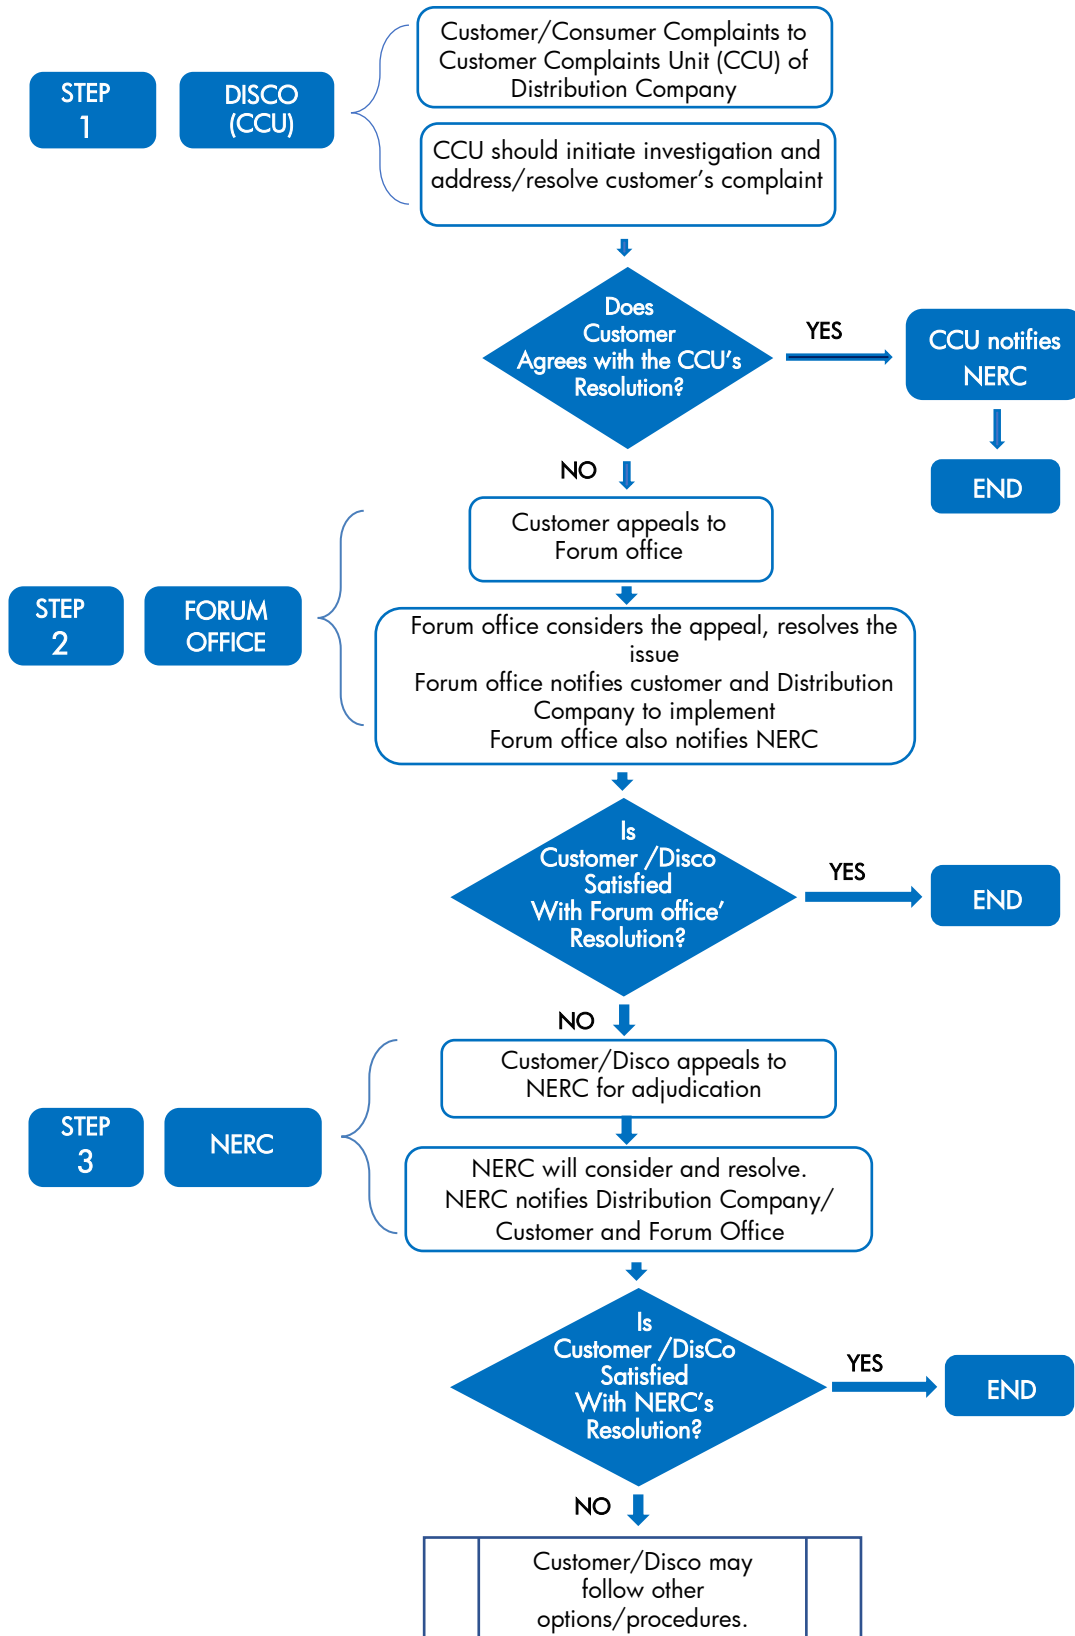 Customer/Consumer Complaints to
Customer Complaints Unit (CCU) of
Distribution Company
STEP
1
DISCO
(CCU)
CCU should initiate investigation and
address/resolve customer’s complaint
Does
Customer
Agrees with the CCU’s
Resolution?
YES
CCU notifies
NERC
END
NO
Customer appeals to
Forum office
STEP
2
FORUM
OFFICE
Forum office considers the appeal, resolves the
issue
Forum office notifies customer and Distribution
Company to implement
Forum office also notifies NERC
Is
Customer /Disco
Satisfied
With Forum office’
Resolution?
YES
END
NO
Customer/Disco appeals to
NERC for adjudication
STEP
3
NERC
NERC will consider and resolve.
NERC notifies Distribution Company/
Customer and Forum Office
Is
Customer /DisCo
Satisfied
With NERC’s
Resolution?
YES
END
NO
Customer/Disco may
follow other
options/procedures.